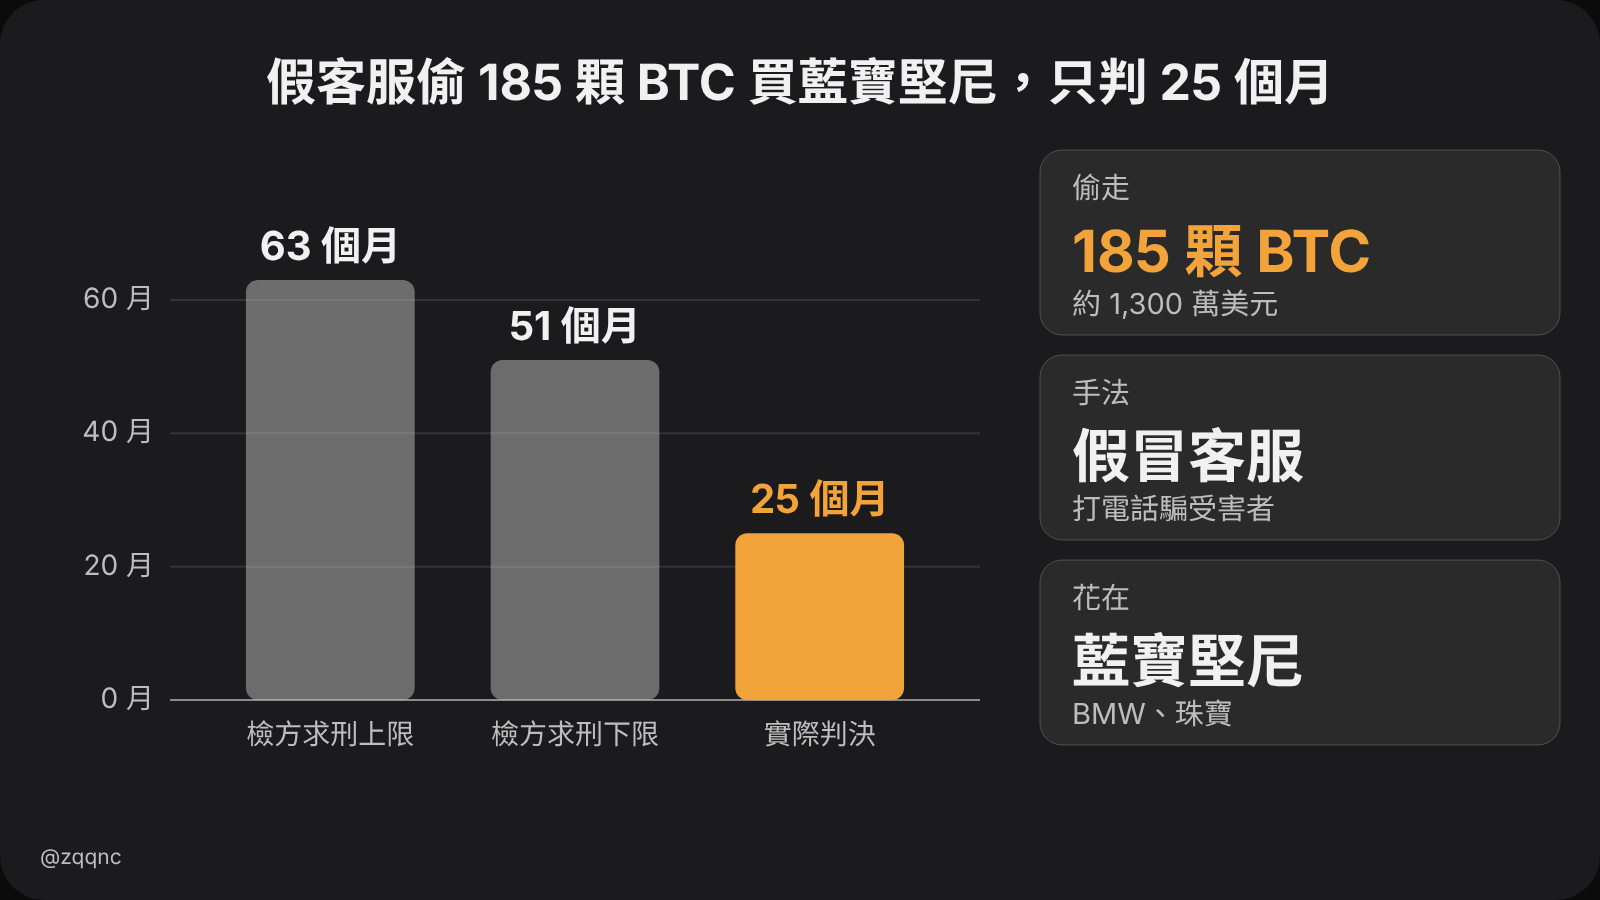 假客服偷 185 顆 BTC 買藍寶堅尼，只判 25 個月
63 個月
51 個月
25 個月
60 月
40 月
20 月
0 月
檢方求刑上限
檢方求刑下限
實際判決
偷走
185 顆 BTC
約 1,300 萬美元
手法
假冒客服
打電話騙受害者
花在
藍寶堅尼
BMW、珠寶
@zqqnc